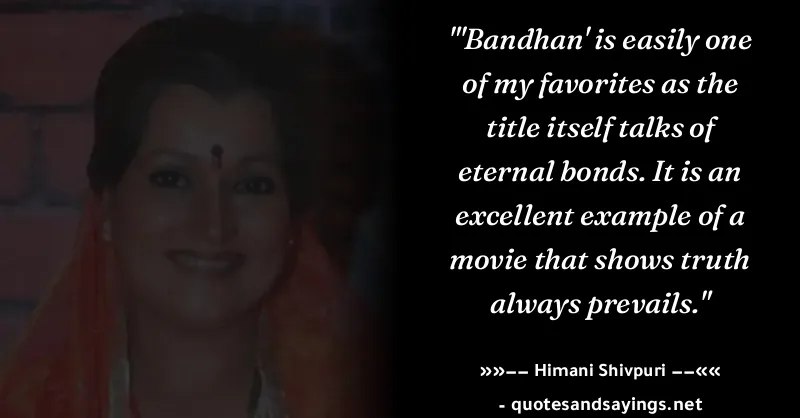 "'Bandhan' is easily one
of my favorites as the
title itself talks of
eternal bonds. It is an
excellent example of a
movie that shows truth
always prevails."
»»−− Himani Shivpuri −−««
- quotesandsayings.net